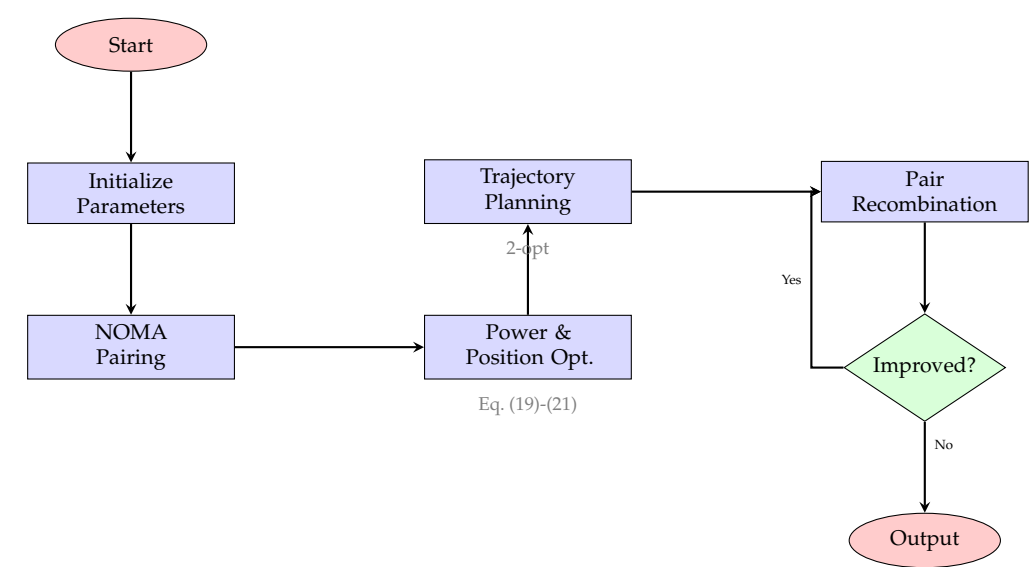 Start
Initialize
Parameters
NOMA
Pairing
Power &
Position Opt.
Eq. (19)-(21)
Trajectory
Planning
2-opt
Pair
Recombination
Improved?
Yes
No
Output